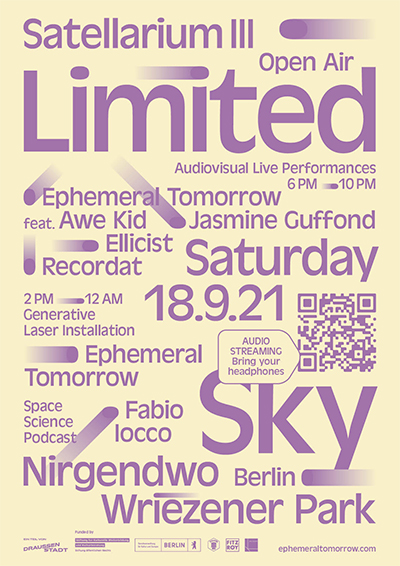 Satellarium III
Open Air
Limited
Audiovisual Live Performances
6 PM 10 PM
Ephemeral Tomorrow
feat. Awe Kid Jasmine Guffond
Ellicist
Recordat
Saturday
2 PM 12 AM
Generative
Laser Installation
18.9.21
AUDIO
STREAMING
Bring your
headphones
Ephemeral
Tomorrow
Sky
Space
Science
Podcast
Fabio
Iocco
Nirgendwo Berlin
Wriezener Park
DRAUSSEN
STADT
BERLIN
FITZ
ROY
ephemeraltomorrow.com